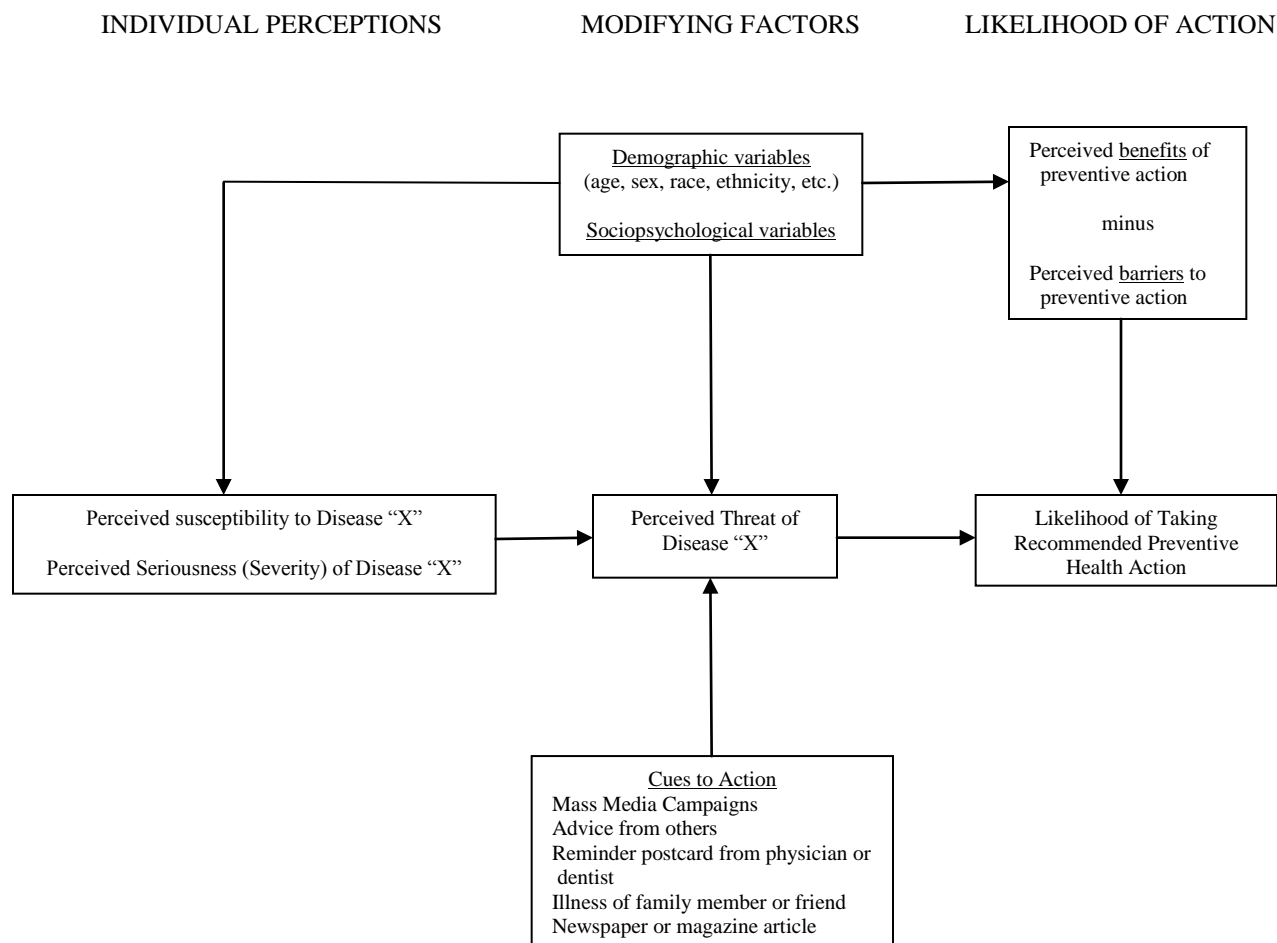 INDIVIDUAL PERCEPTIONS
MODIFYING FACTORS
LIKELIHOOD OF ACTION
Demographic variables
(age, sex, race, ethnicity, etc.)
Sociopsychological variables
Perceived benefits of
preventive action
minus
Perceived barriers to
preventive action
Perceived susceptibility to Disease “X”
Perceived Seriousness (Severity) of Disease “X”
Perceived Threat of
Disease “X”
Likelihood of Taking
Recommended Preventive
Health Action
Cues to Action
Mass Media Campaigns
Advice from others
Reminder postcard from physician or
dentist
Illness of family member or friend
Newspaper or magazine article